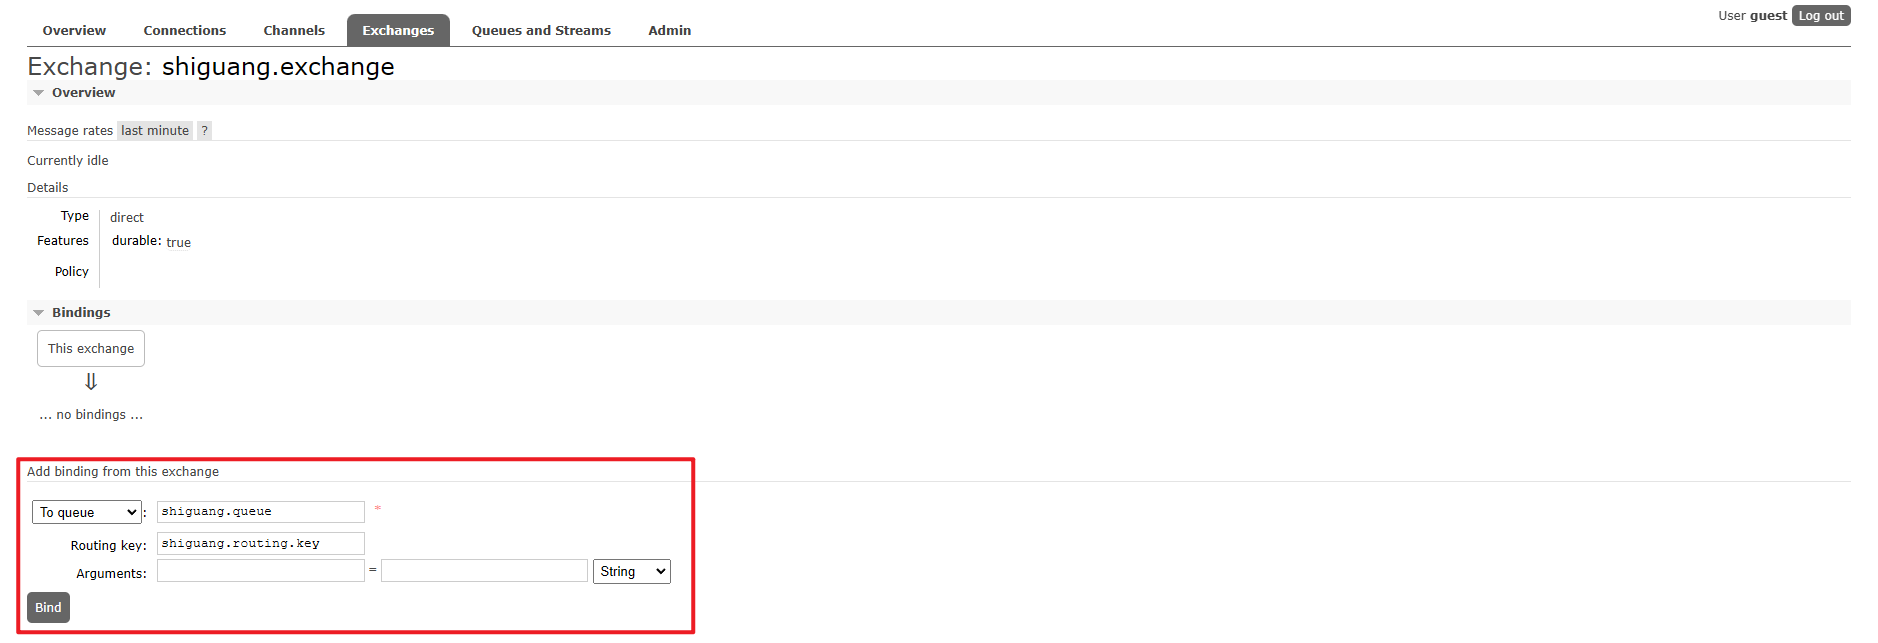 User guest Log out
Overview Connections Channels Exchanges Queues and Streams Admin
Exchange: shiguang.exchange
Overview
Message rates last minute ?
Currently idle
Details
Type direct
Features durable: true
Policy
Bindings
This exchange
⇓
... no bindings ...
Add binding from this exchange
To queue : shiguang.queue *
Routing key: shiguang.routing.key
Arguments: = String
Bind